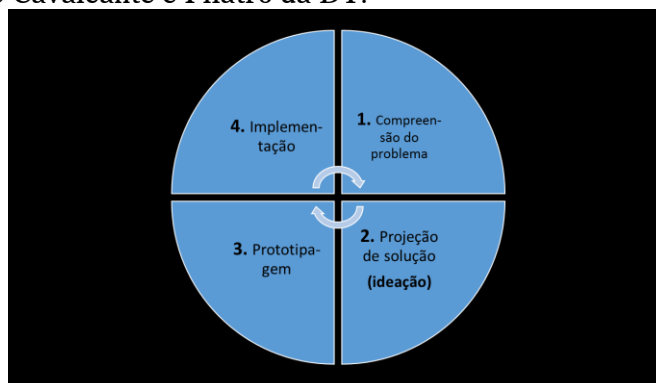 Cavalcante e Filatro da DT:
1. Compreen-
são do
problema
2. Projeção
de solução
(ideação)
3. Prototipa-
gem
4. Implemen-
tação